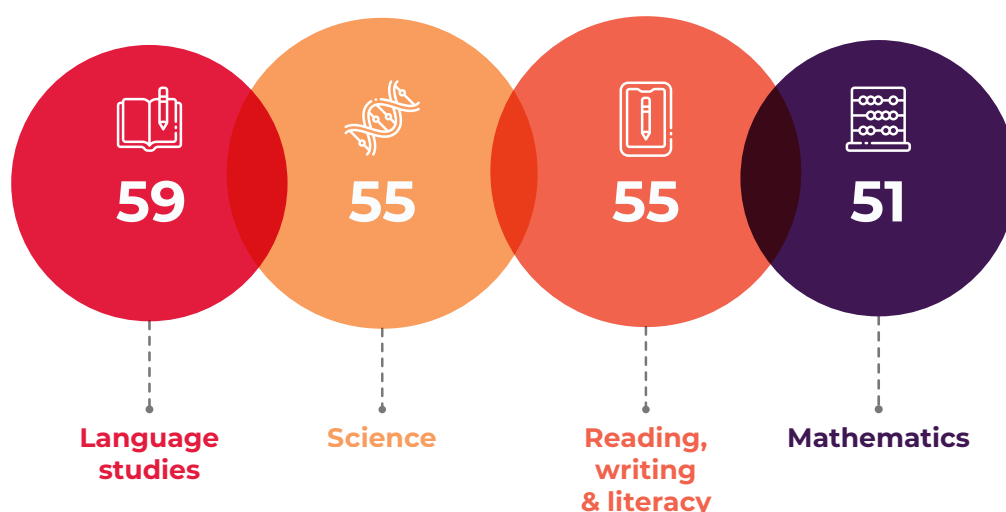 59
55
55
51
Language
studies
Science
Reading,
writing
& literacy
Mathematics